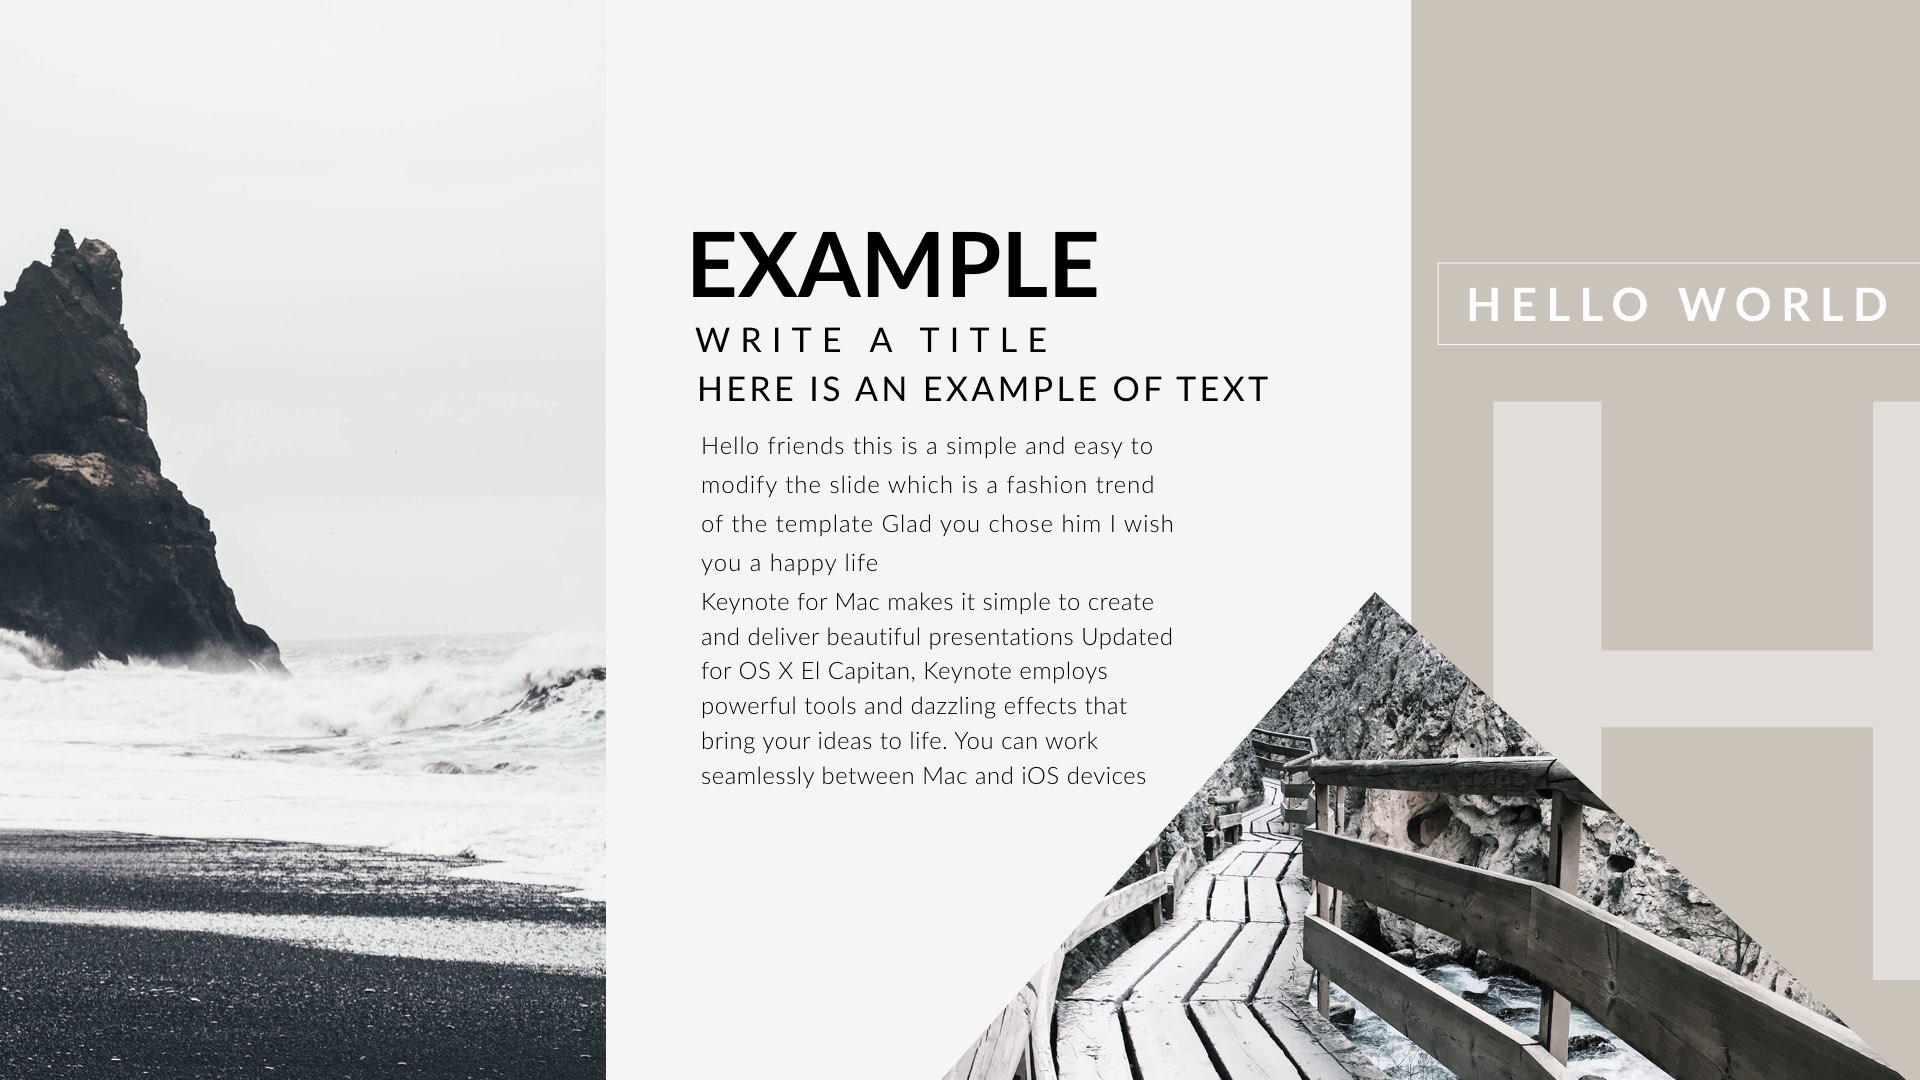 EXAMPLE
WRITE A TITLE
HERE IS AN EXAMPLE OF TEXT
Hello friends this is a simple and easy to
modify the slide which is a fashion trend
of the template Glad you chose him I wish
you a happy life
Keynote for Mac makes it simple to create
and deliver beautiful presentations Updated
for OS X El Capitan, Keynote employs
powerful tools and dazzling effects that
bring your ideas to life. You can work
seamlessly between Mac and iOS devices
HELLO WORLD
H